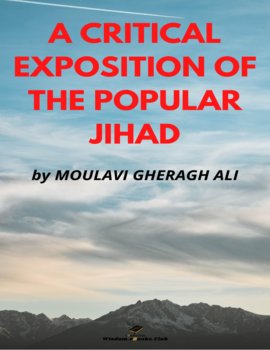 A CRITICAL
EXPOSITION OF
THE POPULAR
JIHAD
by MOULAVI GHERAGH ALI